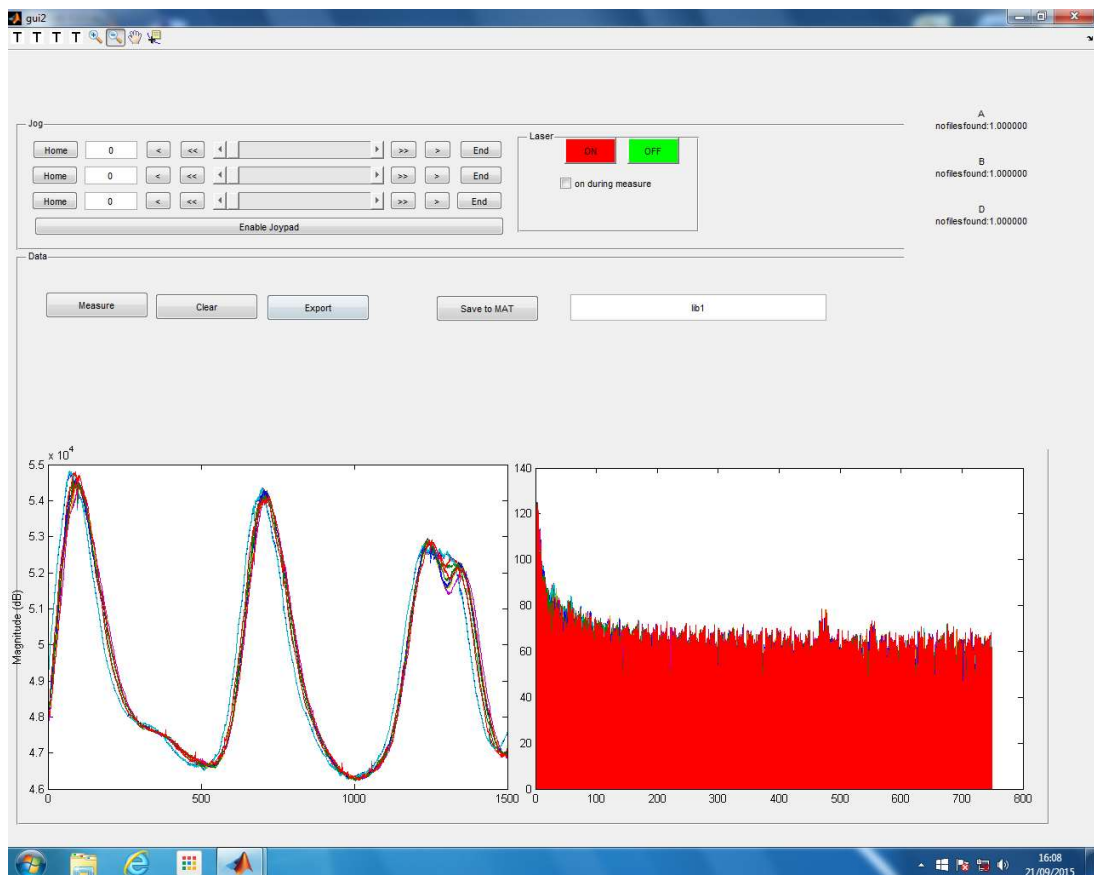 gui2
T T T T
A
nofilesfound:1.000000
Jog
Laser
Home 0 < << >> > End
ON OFF
B
nofilesfound:1.000000
Home 0 < << >> > End
on during measure
Home 0 < << >> > End
D
nofilesfound:1.000000
Enable Joypad
Data
Measure Clear Export Save to MAT lib1
x 10^4
5.5
5.4
5.3
5.2
5.1
5
4.9
4.8
4.7
4.6
Magnitude (dB)
0 500 1000 1500
140
120
100
80
60
40
20
0
0 100 200 300 400 500 600 700 800
16:08
21/09/2015